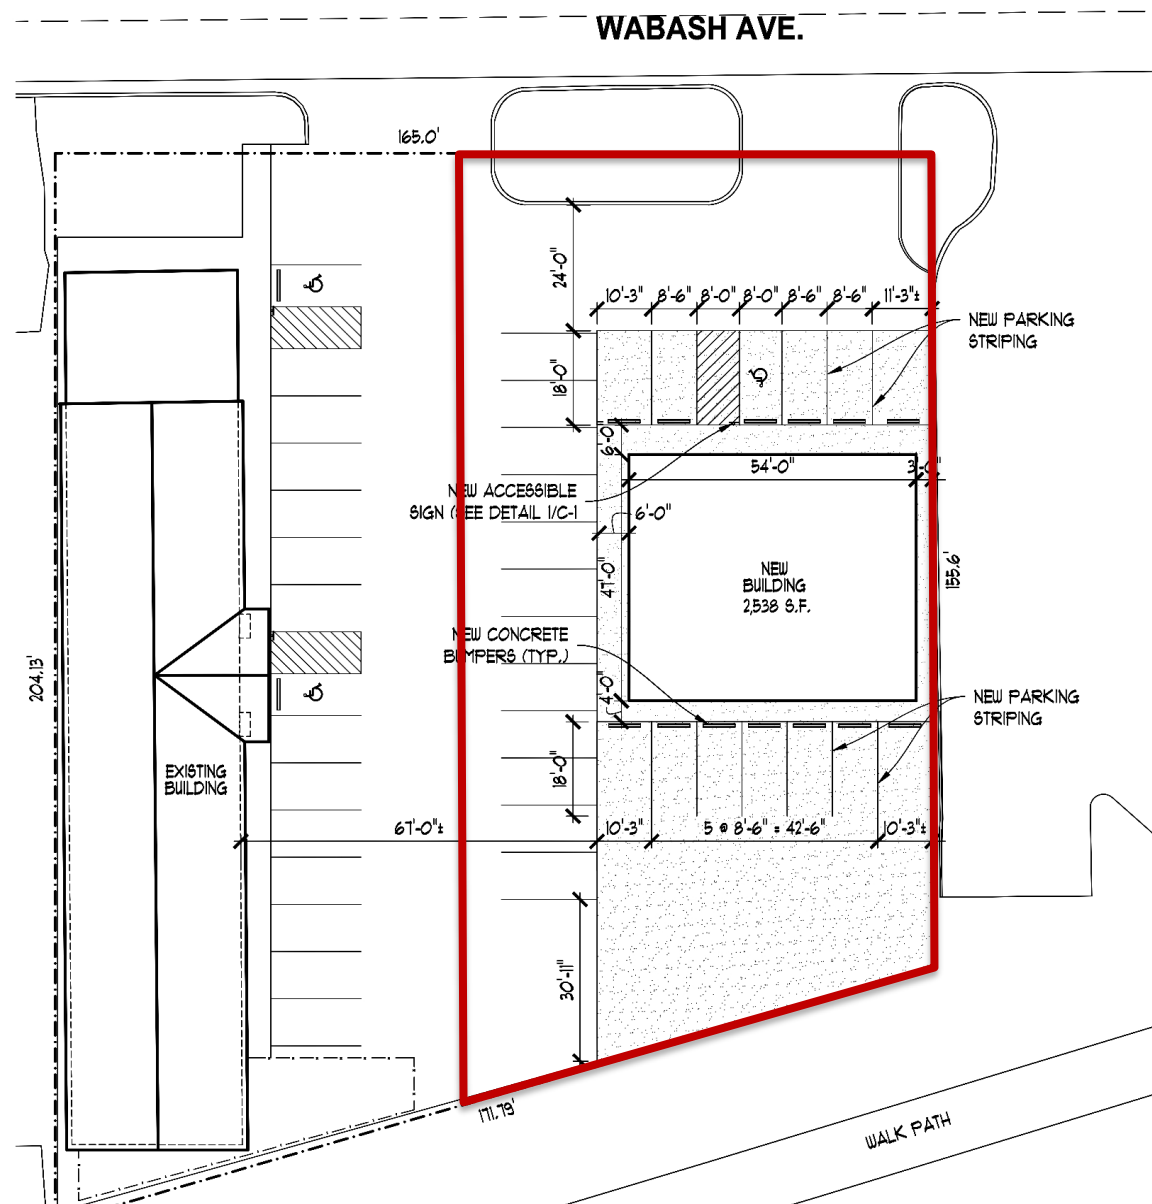 WABASH AVE.
165.0'
24'-0"
10'-3" 8'-6" 8'-0" 8'-0" 8'-6" 8'-6" 11'-3"±
NEW PARKING
STRIPING
18'-0"
6'-0
54'-0"
3'-0"
NEW ACCESSIBLE
SIGN (SEE DETAIL 1/C-1
6'-0"
NEW
BUILDING
2,538 S.F.
47'-0"
155.6'
NEW CONCRETE
BUMPERS (TYP.)
204.13'
4'-0"
NEW PARKING
STRIPING
18'-0"
EXISTING
BUILDING
67'-0"±
10'-3"
5 @ 8'-6" = 42'-6"
10'-3"±
30'-11"
171.79'
WALK PATH